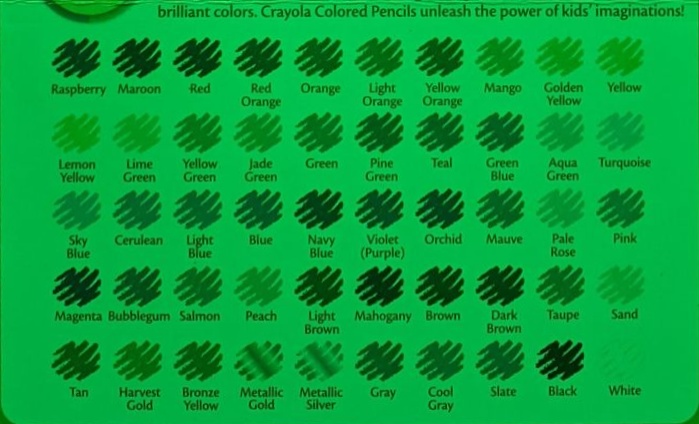 brilliant colors. Crayola Colored Pencils unleash the power of kids' imaginations!
Raspberry Maroon Red Red Orange Orange Light Orange Yellow Orange Mango Golden Yellow Yellow
Lemon Yellow Lime Green Yellow Green Jade Green Green Pine Green Teal Green Blue Aqua Green Turquoise
Sky Blue Cerulean Light Blue Blue Navy Blue Violet (Purple) Orchid Mauve Pale Rose Pink
Magenta Bubblegum Salmon Peach Light Brown Mahogany Brown Dark Brown Taupe Sand
Tan Harvest Gold Bronze Yellow Metallic Gold Metallic Silver Gray Cool Gray Slate Black White